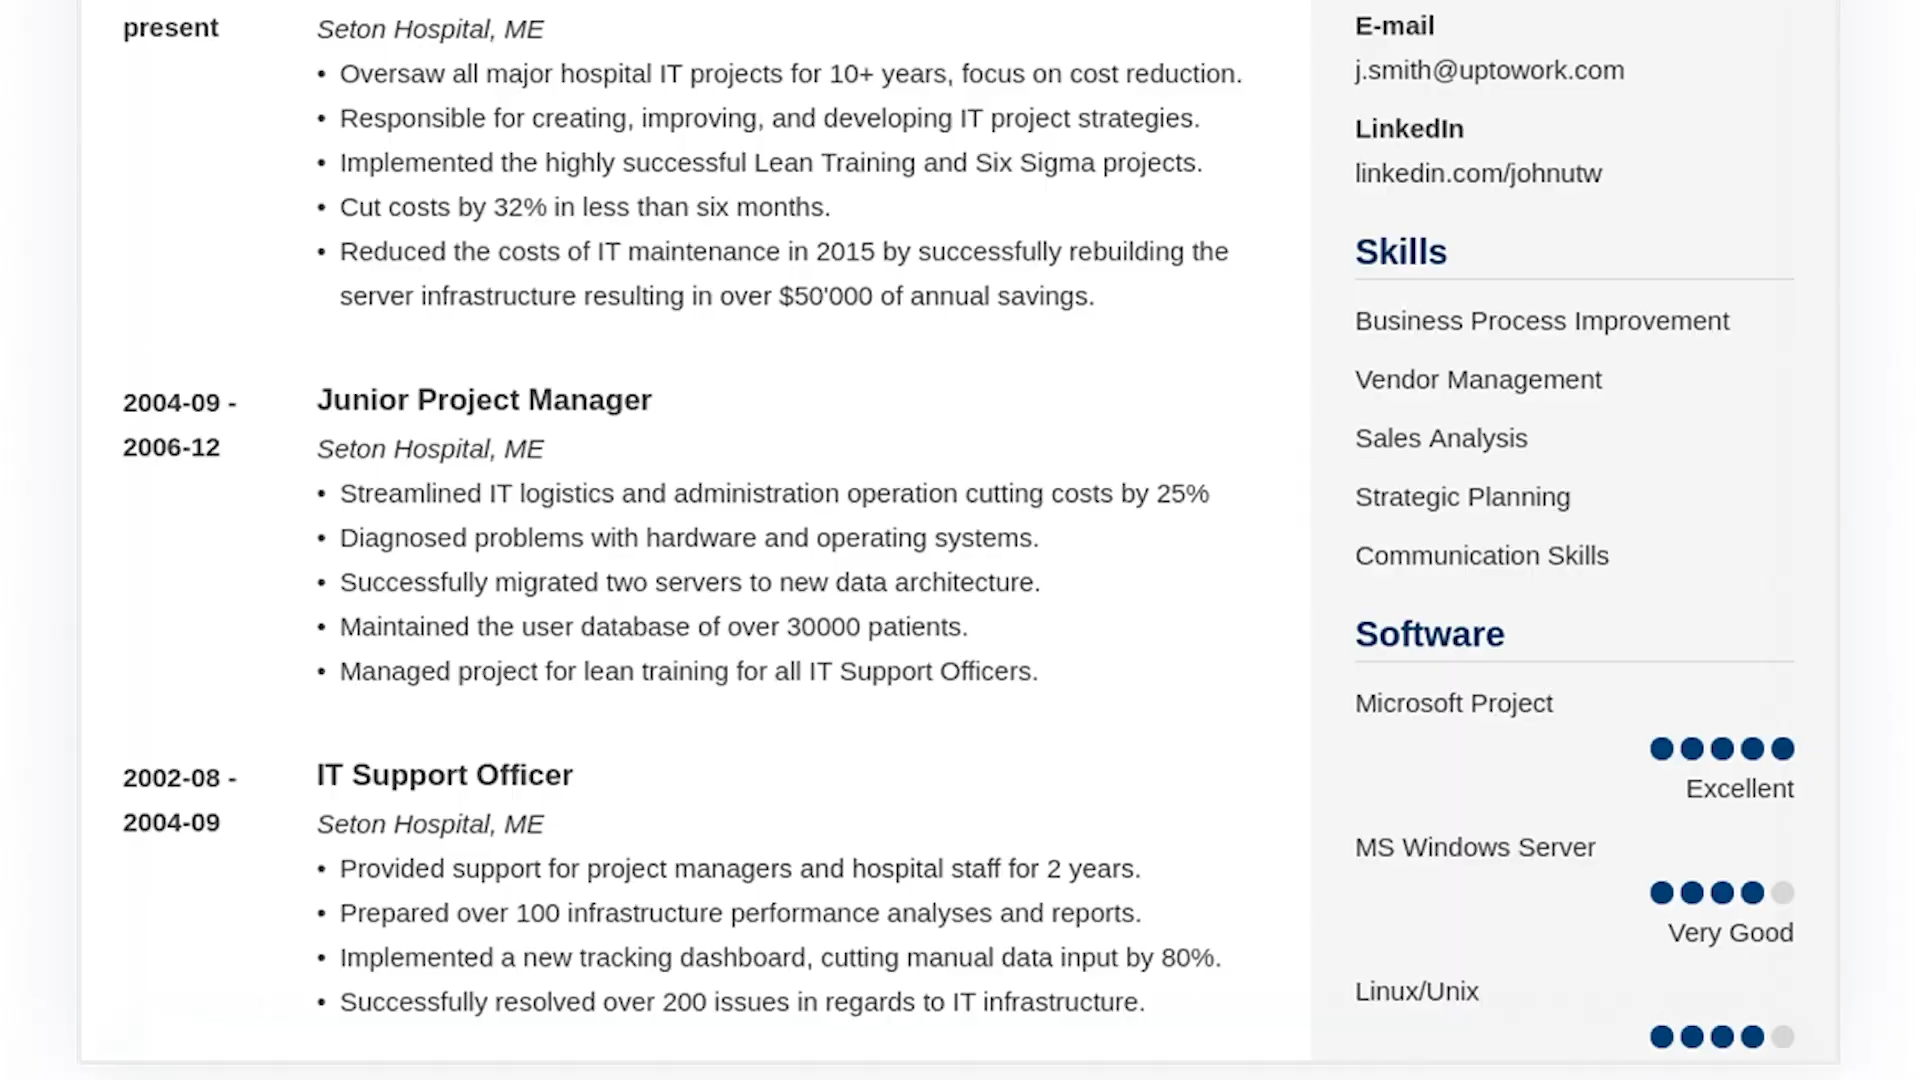 present
Seton Hospital, ME
• Oversaw all major hospital IT projects for 10+ years, focus on cost reduction.
• Responsible for creating, improving, and developing IT project strategies.
• Implemented the highly successful Lean Training and Six Sigma projects.
• Cut costs by 32% in less than six months.
• Reduced the costs of IT maintenance in 2015 by successfully rebuilding the
server infrastructure resulting in over $50'000 of annual savings.
2004-09 -
2006-12
Junior Project Manager
Seton Hospital, ME
• Streamlined IT logistics and administration operation cutting costs by 25%
• Diagnosed problems with hardware and operating systems.
• Successfully migrated two servers to new data architecture.
• Maintained the user database of over 30000 patients.
• Managed project for lean training for all IT Support Officers.
2002-08 -
2004-09
IT Support Officer
Seton Hospital, ME
• Provided support for project managers and hospital staff for 2 years.
• Prepared over 100 infrastructure performance analyses and reports.
• Implemented a new tracking dashboard, cutting manual data input by 80%.
• Successfully resolved over 200 issues in regards to IT infrastructure.
E-mail
j.smith@uptowork.com
LinkedIn
linkedin.com/johnutw
Skills
Business Process Improvement
Vendor Management
Sales Analysis
Strategic Planning
Communication Skills
Software
Microsoft Project
Excellent
MS Windows Server
Very Good
Linux/Unix